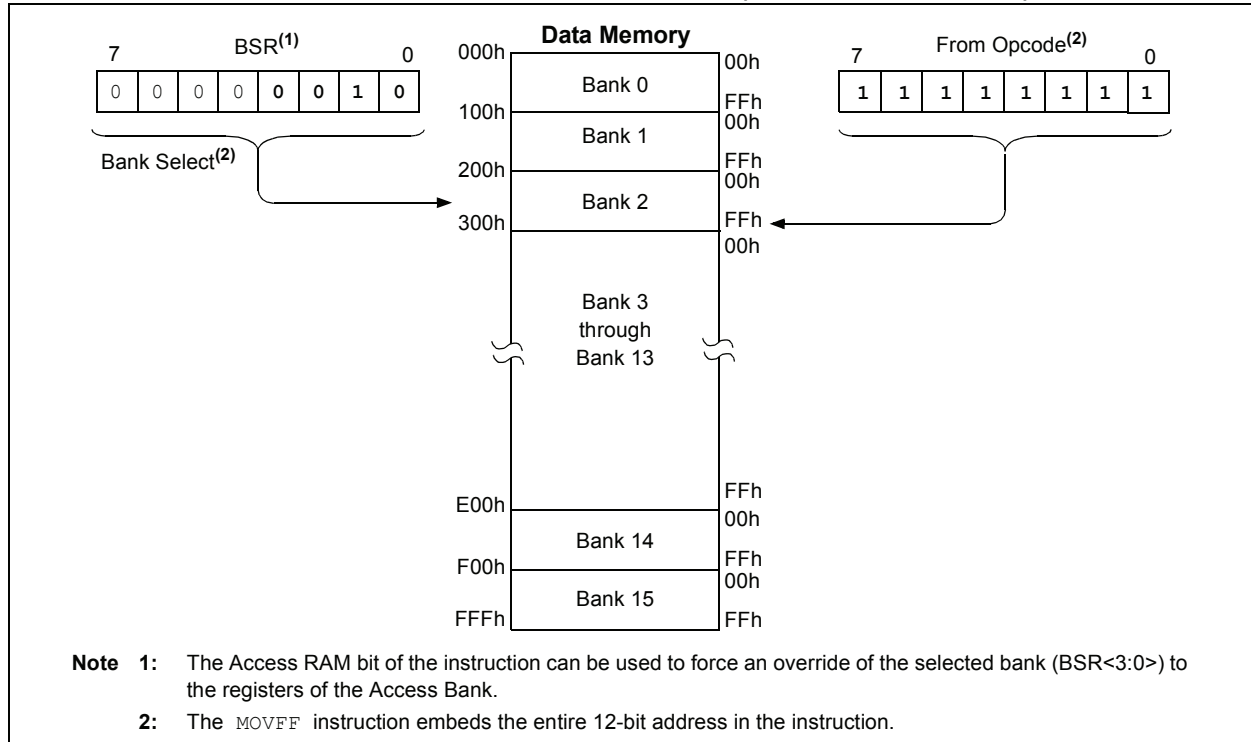 Data Memory
7 BSR(1) 0
0 0 0 0 0 0 1 0
Bank Select(2)
7 From Opcode(2) 0
1 1 1 1 1 1 1 1
000h 00h
Bank 0
FFh
100h 00h
Bank 1
FFh
200h 00h
Bank 2
300h FFh
00h
Bank 3
through
Bank 13
FFh
E00h 00h
Bank 14
FFh
F00h 00h
Bank 15
FFFh FFh
Note 1: The Access RAM bit of the instruction can be used to force an override of the selected bank (BSR<3:0>) to
the registers of the Access Bank.
2: The MOVFF instruction embeds the entire 12-bit address in the instruction.